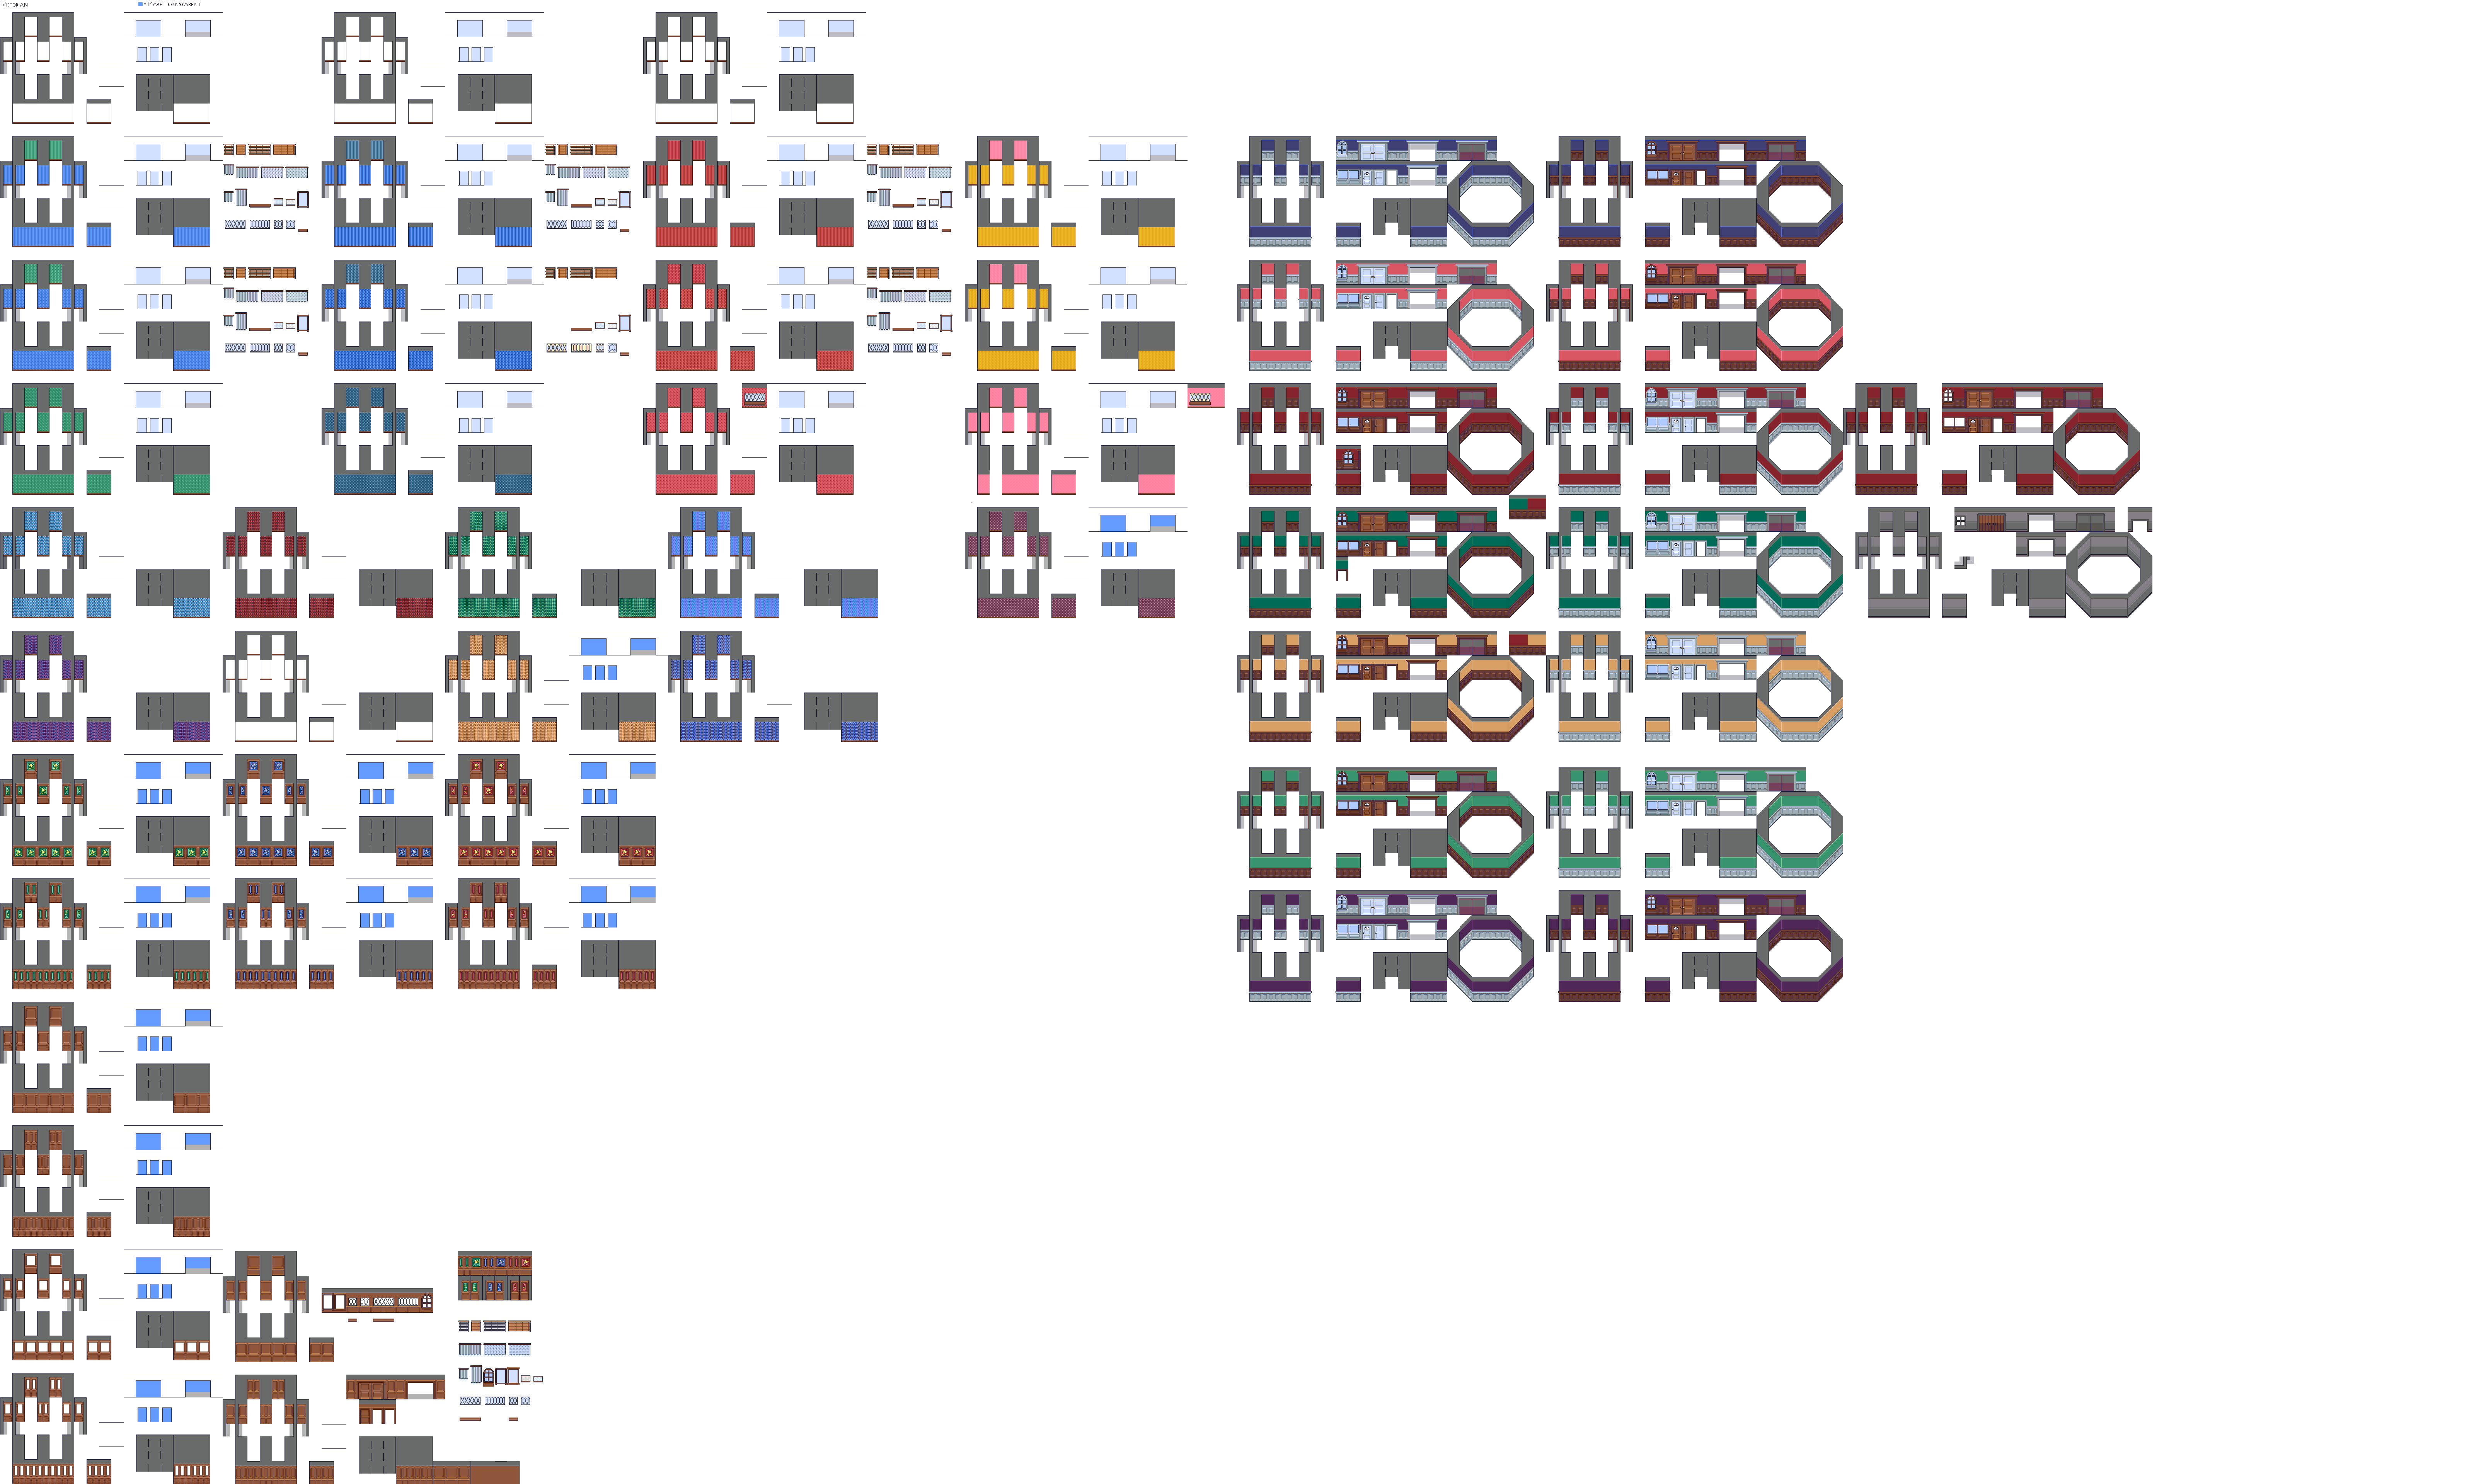 Victorian
= Make transparent